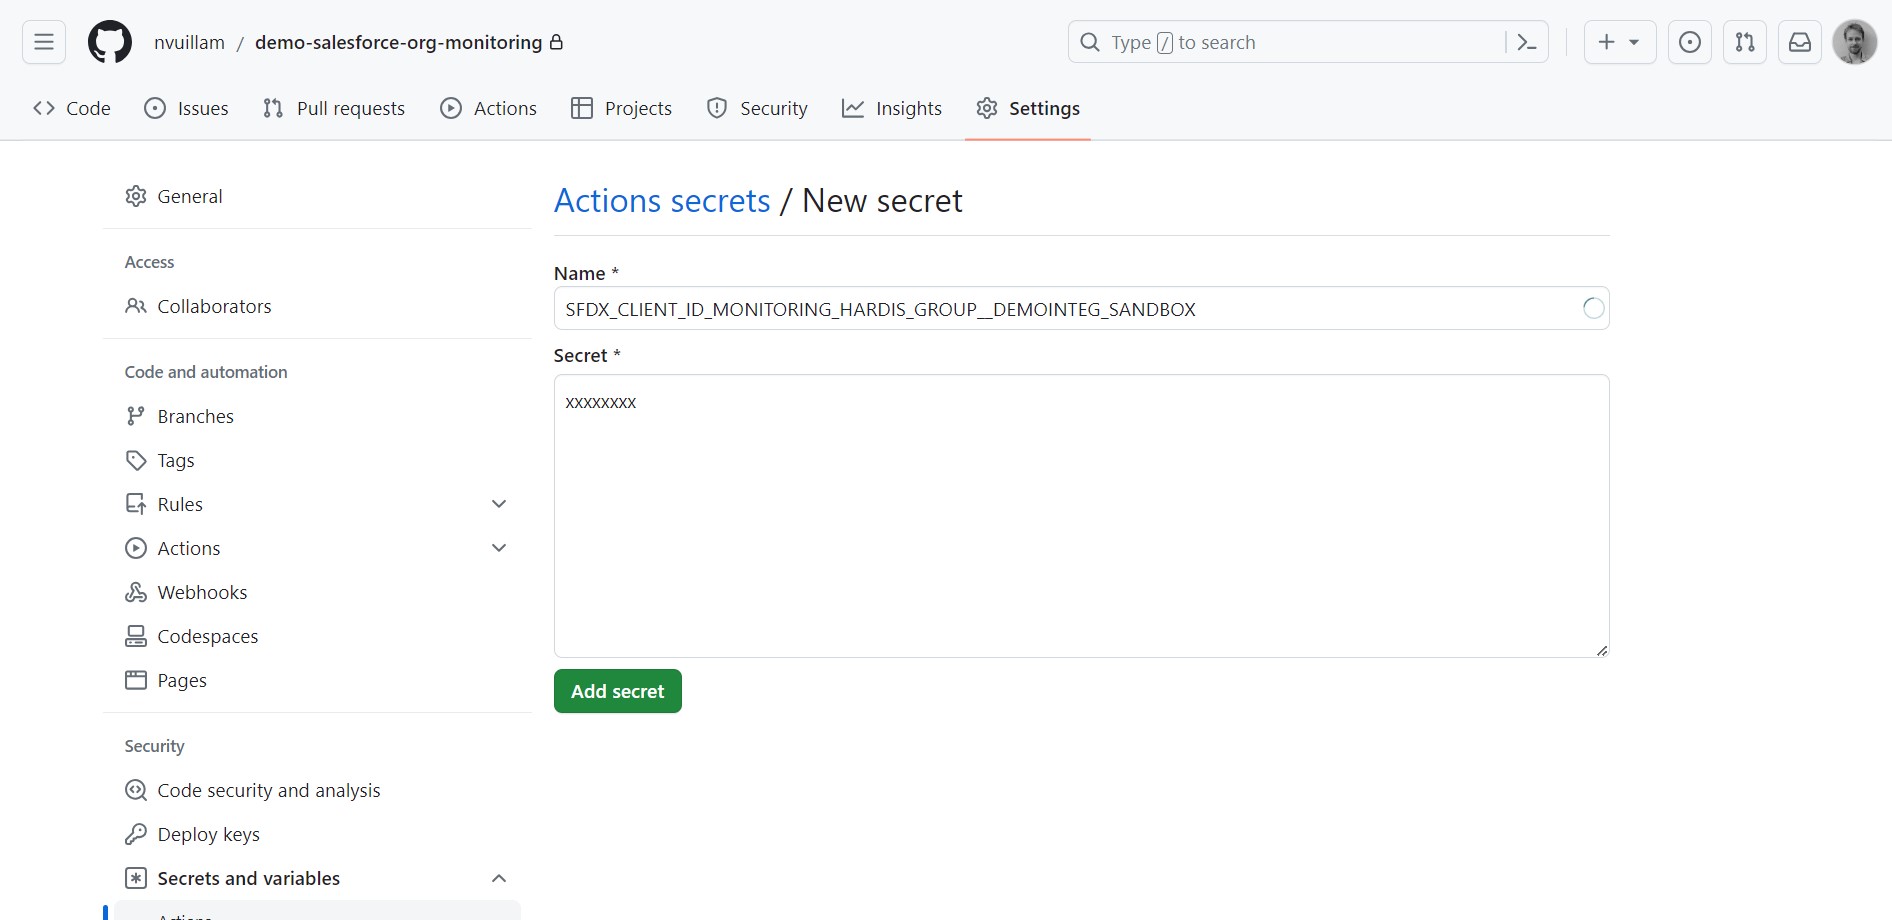 nvuillam / demo-salesforce-org-monitoring
Type / to search
Code Issues Pull requests Actions Projects Security Insights Settings
General
Access
Collaborators
Code and automation
Branches
Tags
Rules
Actions
Webhooks
Codespaces
Pages
Security
Code security and analysis
Deploy keys
Secrets and variables
Actions
Actions secrets / New secret
Name *
SFDX_CLIENT_ID_MONITORING_HARDIS_GROUP__DEMOINTEG_SANDBOX
Secret *
xxxxxxxx
Add secret